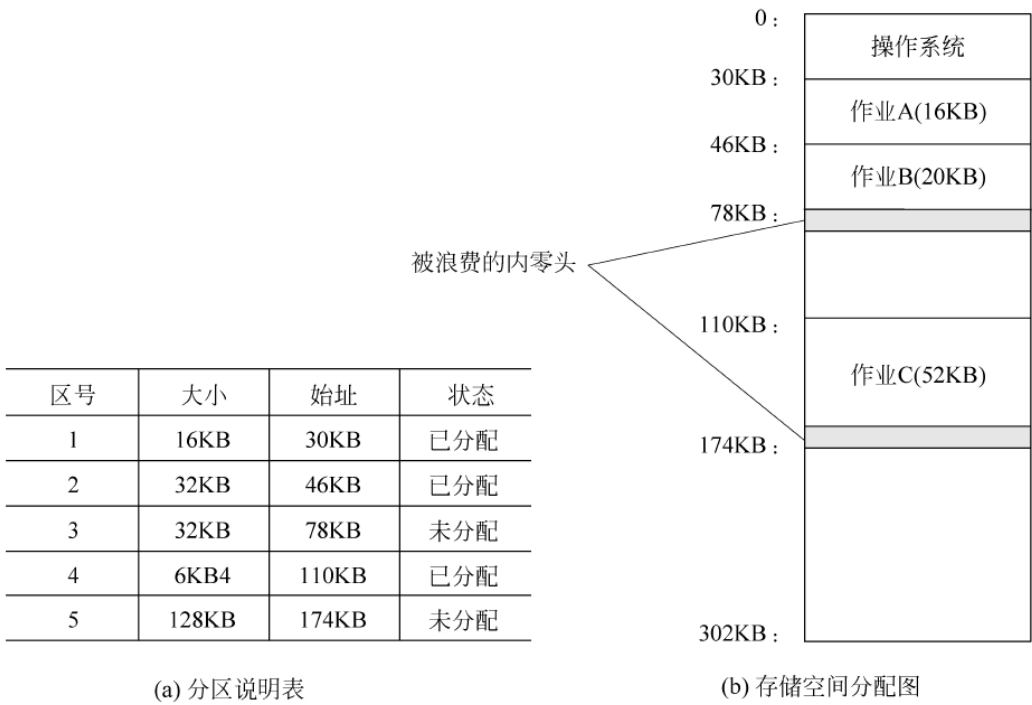 0：
操作系统
30KB：
作业A(16KB)
46KB：
作业B(20KB)
78KB：
被浪费的内零头
110KB：
作业C(52KB)
174KB：
302KB：
区号 大小 始址 状态
1 16KB 30KB 已分配
2 32KB 46KB 已分配
3 32KB 78KB 未分配
4 6KB4 110KB 已分配
5 128KB 174KB 未分配
(a) 分区说明表
(b) 存储空间分配图